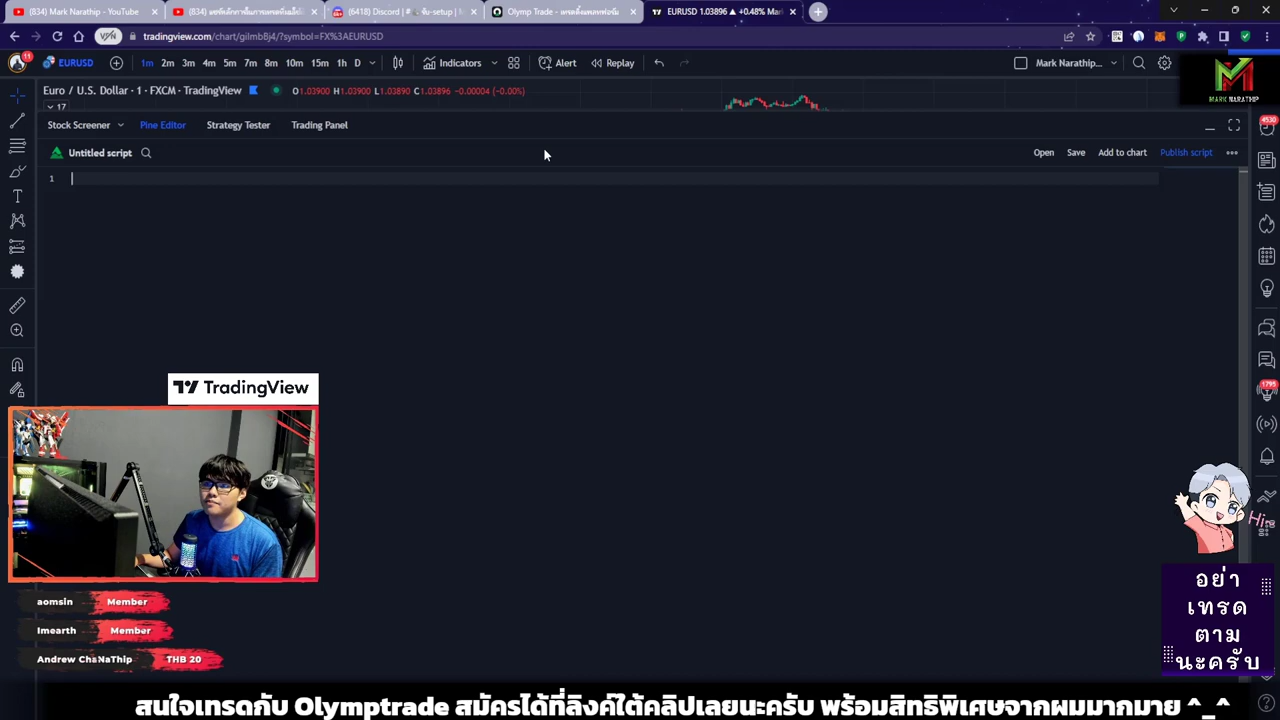 (834) Mark Narathip - YouTube
(6418) Discord | #
Olymp Trade -
EURUSD 1.03896 ▲ +0.48% Mar
VPN
tradingview.com/chart/gilmb8j4/?symbol=FX%3AEURUSD
11
EURUSD
1m 2m 3m 4m 5m 7m 8m 10m 15m 1h D
Indicators
Alert
Replay
Mark Narathip...
MARK NARATHIP
Euro / U.S. Dollar · 1 · FXCM · TradingView
O1.03900 H1.03900 L1.03890 C1.03896 -0.00004 (-0.00%)
17
Stock Screener
Pine Editor
Strategy Tester
Trading Panel
4530
Untitled script
Open
Save
Add to chart
Publish script
1
TradingView
1795
aomsin Member
Imearth Member
Andrew ChaNaThip THB 20
อย่า
เทรด
ตาม
นะครับ
สนใจเทรดกับ Olymptrade สมัครได้ที่ลิงค์ใต้คลิปเลยนะครับ พร้อมสิทธิพิเศษจากผมมากมาย ^_^